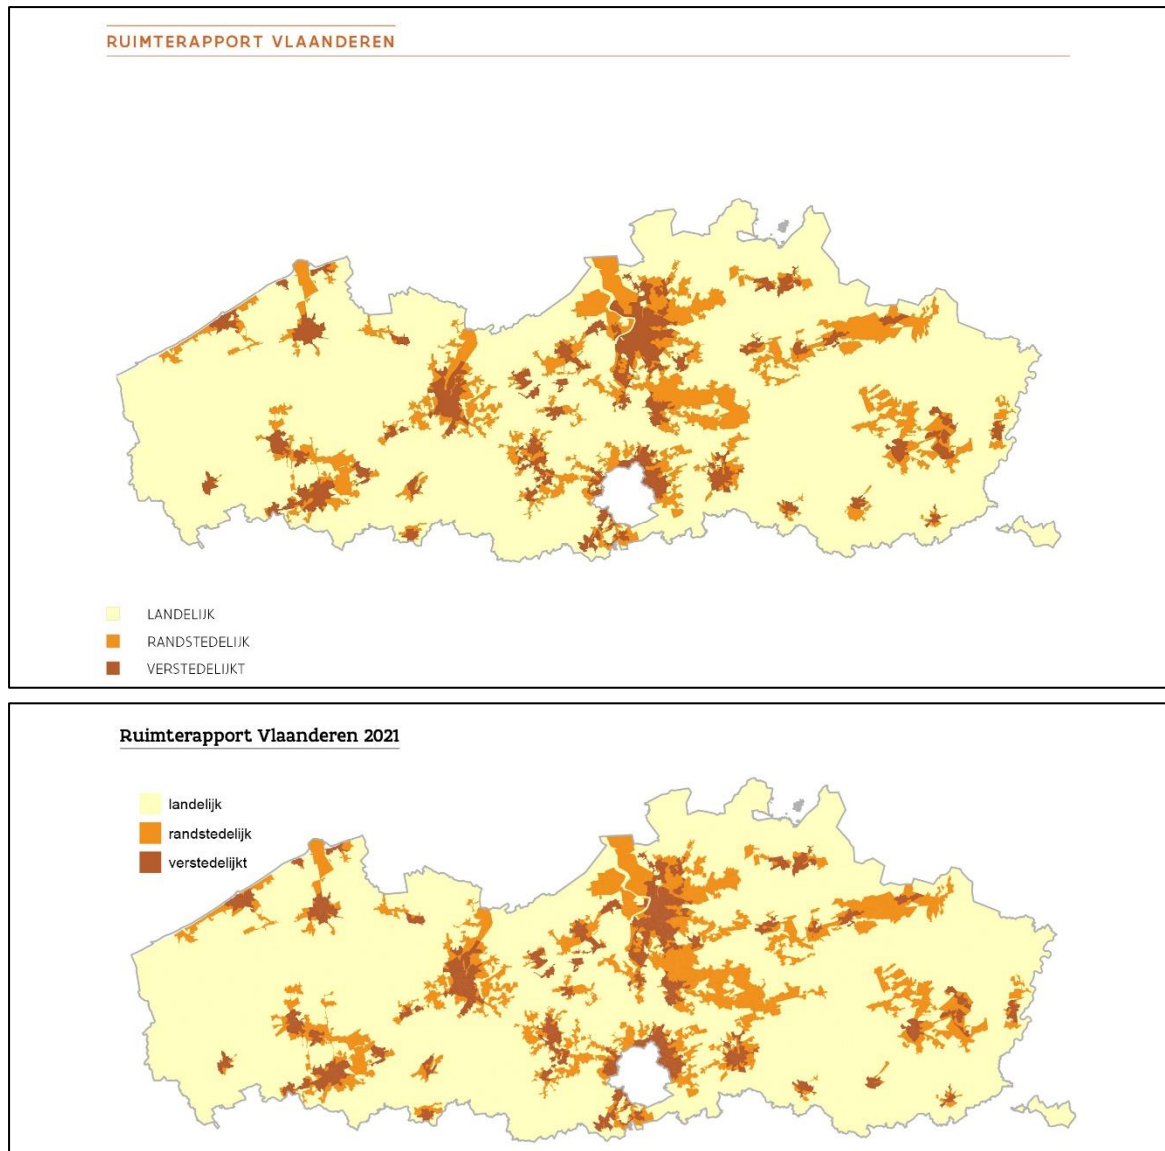 RUIMTERAPPORT VLAANDEREN
LANDELIJK
RANDSTEDELIJK
VERSTEDELIJKT
Ruimterapport Vlaanderen 2021
landelijk
randstedelijk
verstedelijkt